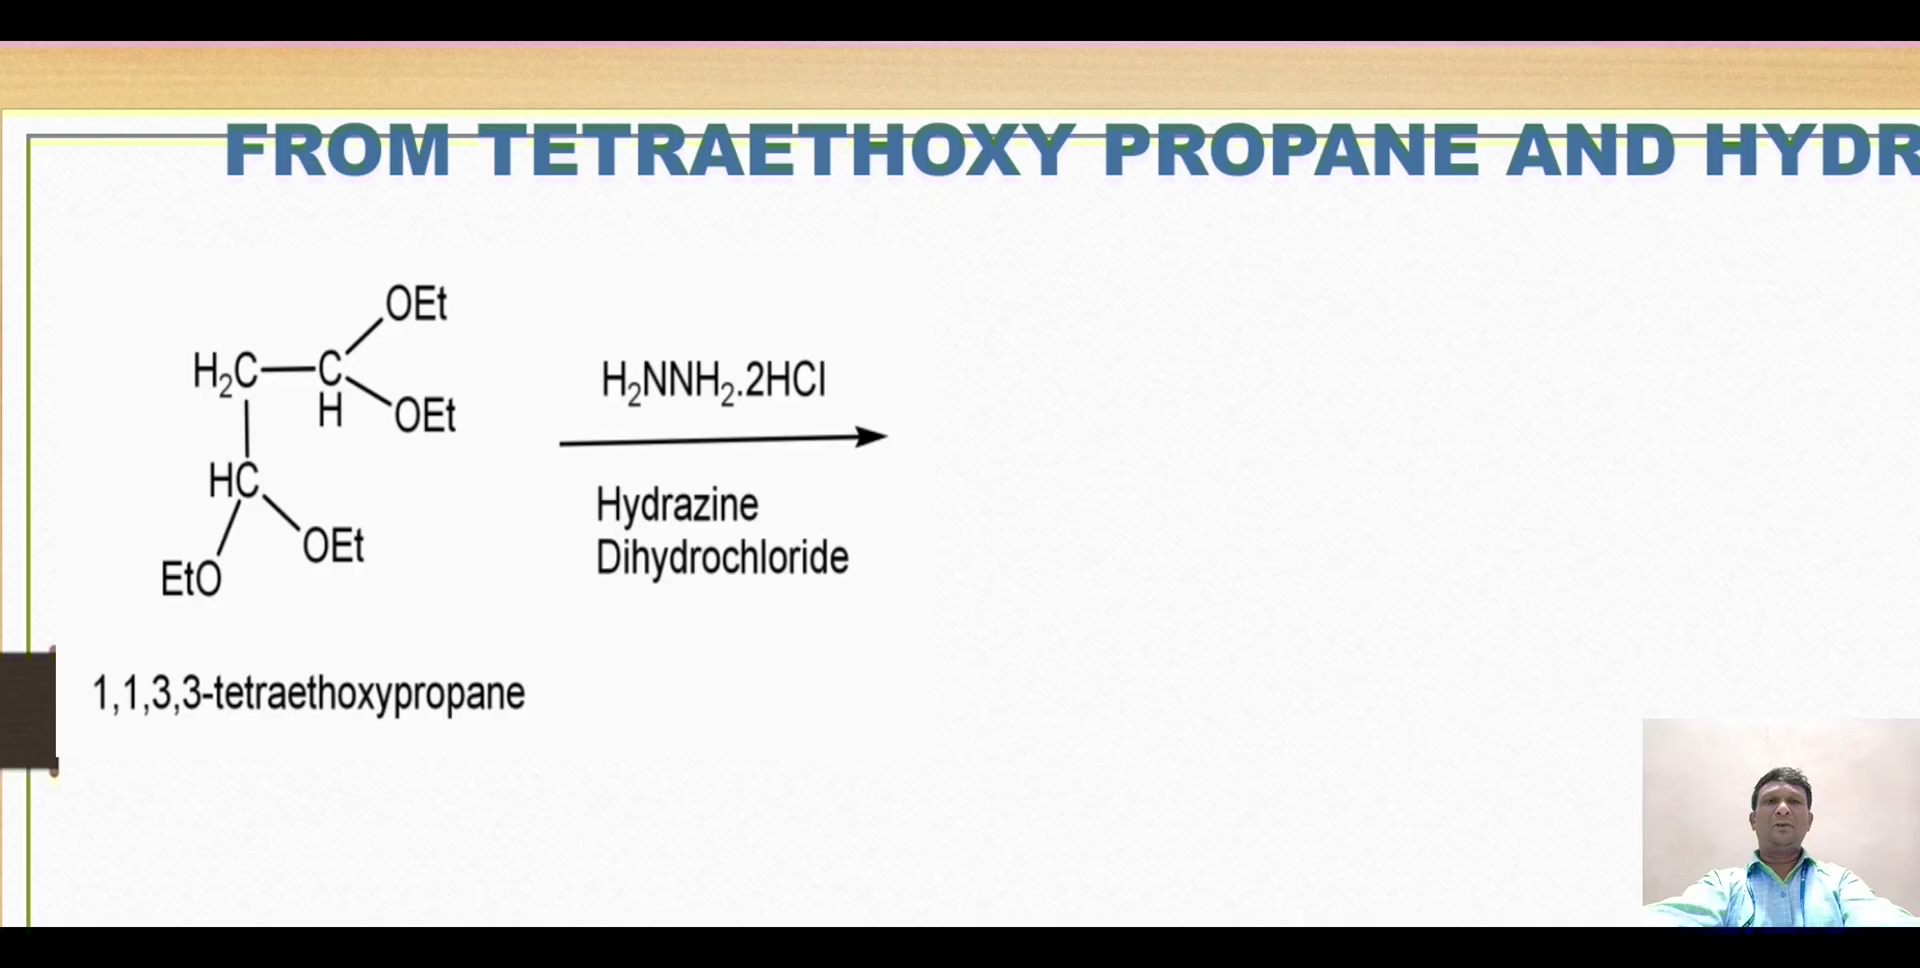 FROM TETRAETHOXY PROPANE AND HYDR
OEt
H₂C C
H
OEt
HC
OEt
EtO
H₂NNH₂.2HCl
Hydrazine
Dihydrochloride
1,1,3,3-tetraethoxypropane